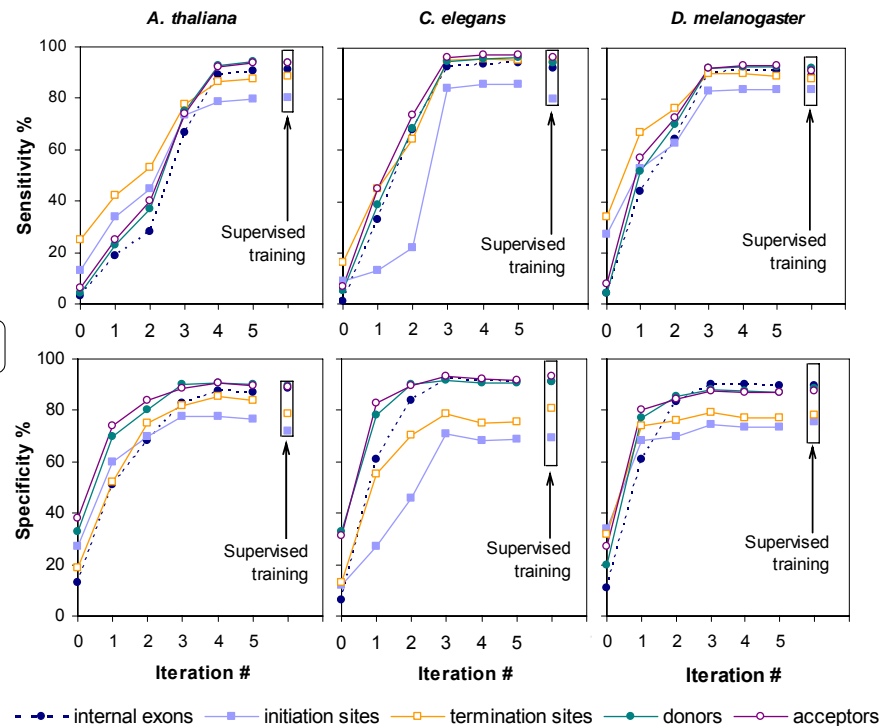 A. thaliana C. elegans D. melanogaster
Sensitivity %
100
80
60
40
20
0
Supervised
training
Supervised
training
Supervised
training
0 1 2 3 4 5
0 1 2 3 4 5
0 1 2 3 4 5
Specificity %
100
80
60
40
20
0
Supervised
training
Supervised
training
Supervised
training
0 1 2 3 4 5
0 1 2 3 4 5
0 1 2 3 4 5
Iteration # Iteration # Iteration #
internal exons initiation sites termination sites donors acceptors